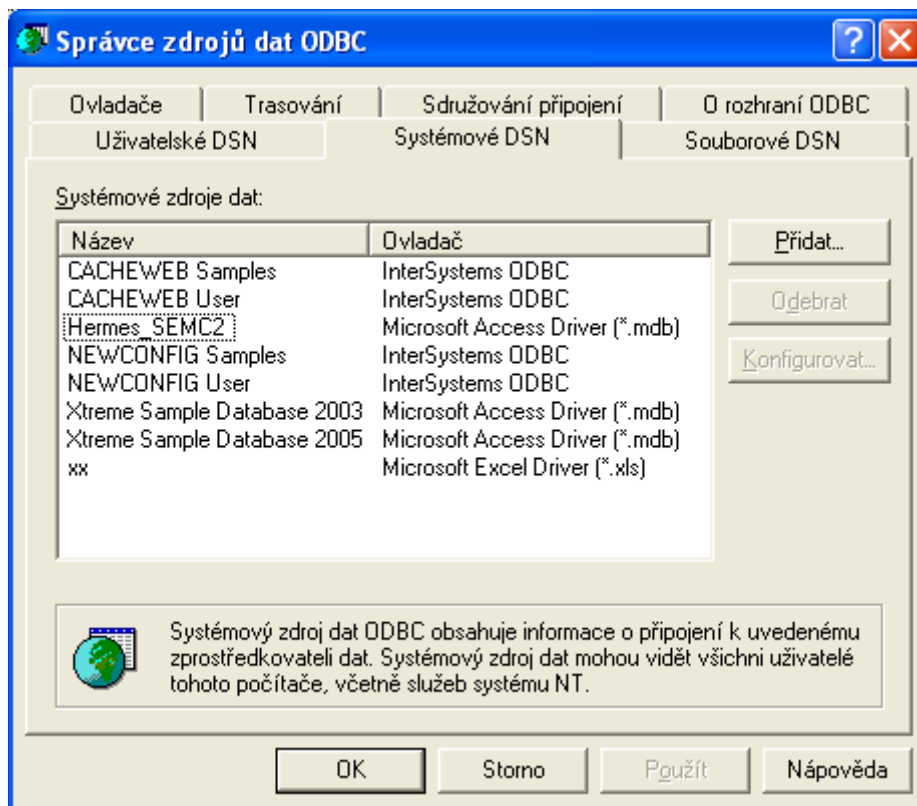 Správce zdrojů dat ODBC
Ovladače Trasování Sdružování připojení O rozhraní ODBC
Uživatelské DSN Systémové DSN Souborové DSN
Systémové zdroje dat:
Název Ovladač
CACHEWEB Samples InterSystems ODBC
CACHEWEB User InterSystems ODBC
Hermes_SEMC2 Microsoft Access Driver (*.mdb)
NEWCONFIG Samples InterSystems ODBC
NEWCONFIG User InterSystems ODBC
Xtreme Sample Database 2003 Microsoft Access Driver (*.mdb)
Xtreme Sample Database 2005 Microsoft Access Driver (*.mdb)
xx Microsoft Excel Driver (*.xls)
Přidat...
Odebrat
Konfigurovat...
Systémový zdroj dat ODBC obsahuje informace o připojení k uvedenému
zprostředkovateli dat. Systémový zdroj dat mohou vidět všichni uživatelé
tohoto počítače, včetně služeb systému NT.
OK Storno Použít Nápověda